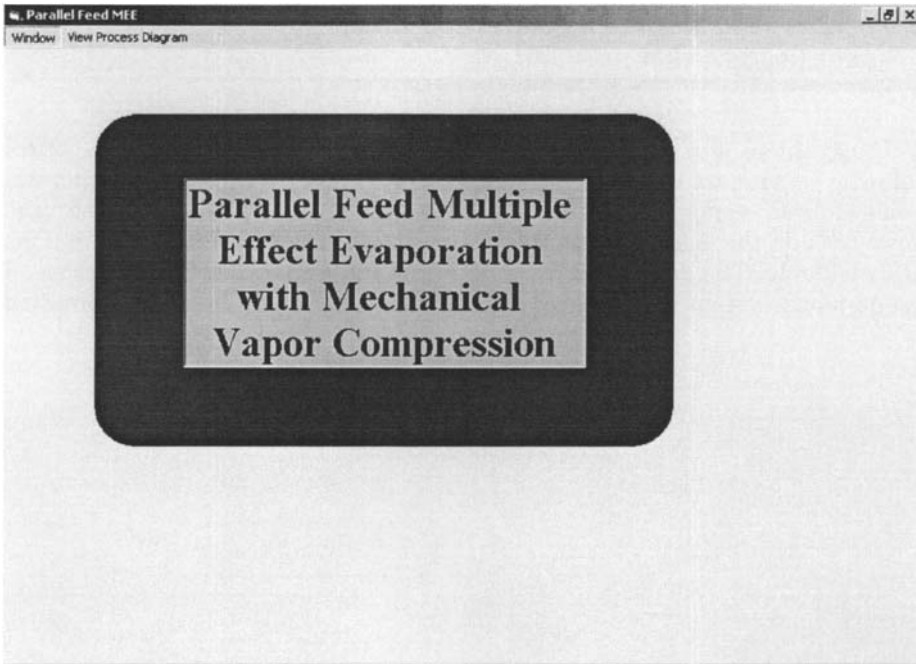 Parallel Feed MEE
Window View Process Diagram
Parallel Feed Multiple
Effect Evaporation
with Mechanical
Vapor Compression